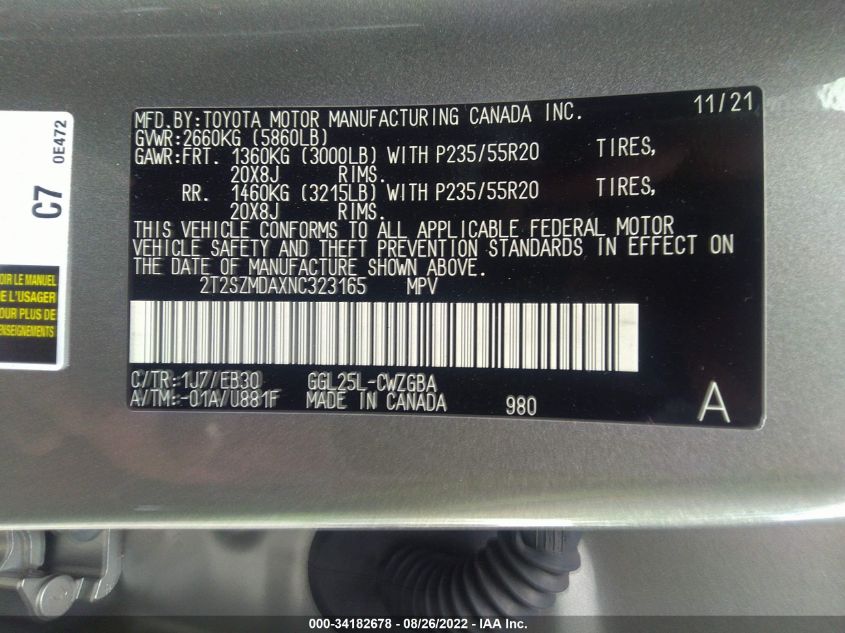 MFD.BY:TOYOTA MOTOR MANUFACTURING CANADA INC. 11/21
GVWR:2660KG (5860LB)
GAWR:FRT. 1360KG (3000LB) WITH P235/55R20 TIRES,
20X8J RIMS.
RR. 1460KG (3215LB) WITH P235/55R20 TIRES,
20X8J RIMS.
THIS VEHICLE CONFORMS TO ALL APPLICABLE FEDERAL MOTOR
VEHICLE SAFETY AND THEFT PREVENTION STANDARDS IN EFFECT ON
THE DATE OF MANUFACTURE SHOWN ABOVE.
2T2SZMDAXNC323165 MPV
C/TR:1J7/EB30 GGL25L-CWZGBA
A/TM:-01A/U881F MADE IN CANADA 980 A
C7 0E472
OIR LE MANUEL
E L'USAGER
POUR PLUS DE
ENSEIGNEMENTS
000-34182678 - 08/26/2022 - IAA Inc.